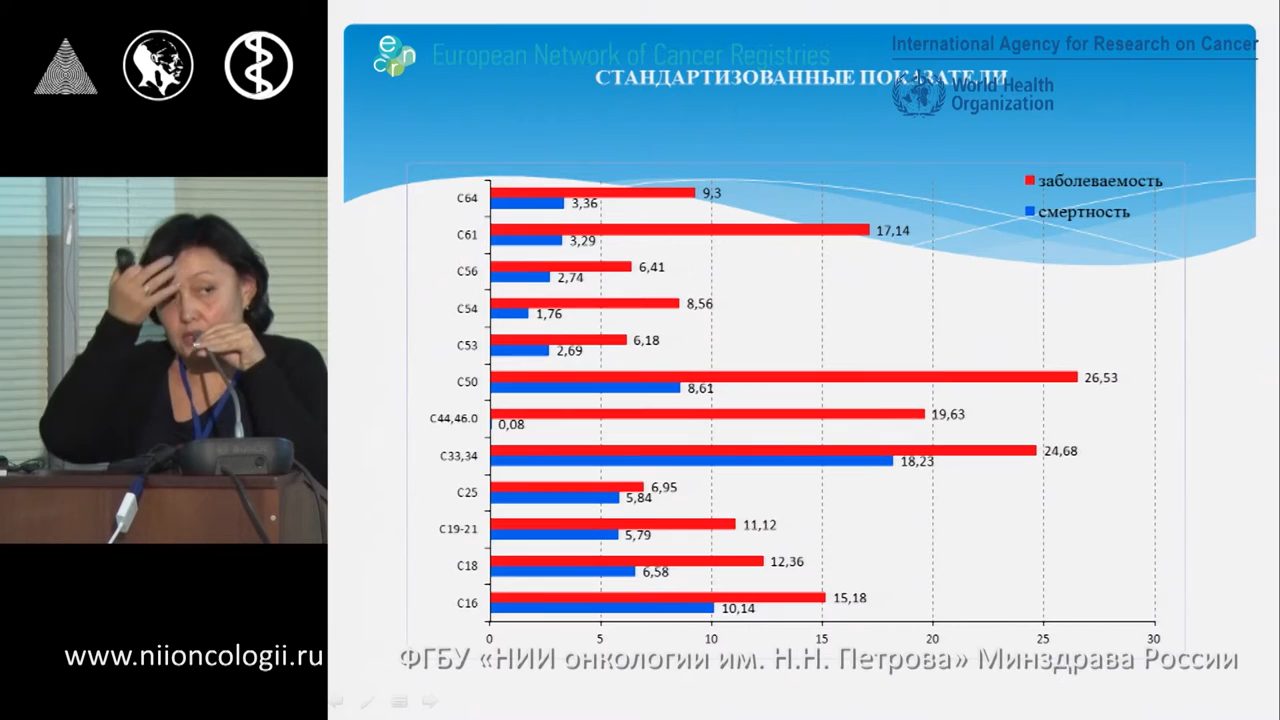 ecrn
European Network of Cancer Registries
International Agency for Research on Cancer
СТАНДАРТИЗОВАННЫЕ ПОКАЗАТЕЛИ
World Health
Organization
заболеваемость
смертность
C64 9,3
3,36
C61 17,14
3,29
C56 6,41
2,74
C54 8,56
1,76
C53 6,18
2,69
C50 26,53
8,61
C44,46.0 19,63
0,08
C33,34 24,68
18,23
C25 6,95
5,84
C19-21 11,12
5,79
C18 12,36
6,58
C16 15,18
10,14
0 5 10 15 20 25 30
www.niioncologii.ru
ФГБУ «НИИ онкологии им. Н.Н. Петрова» Минздрава России